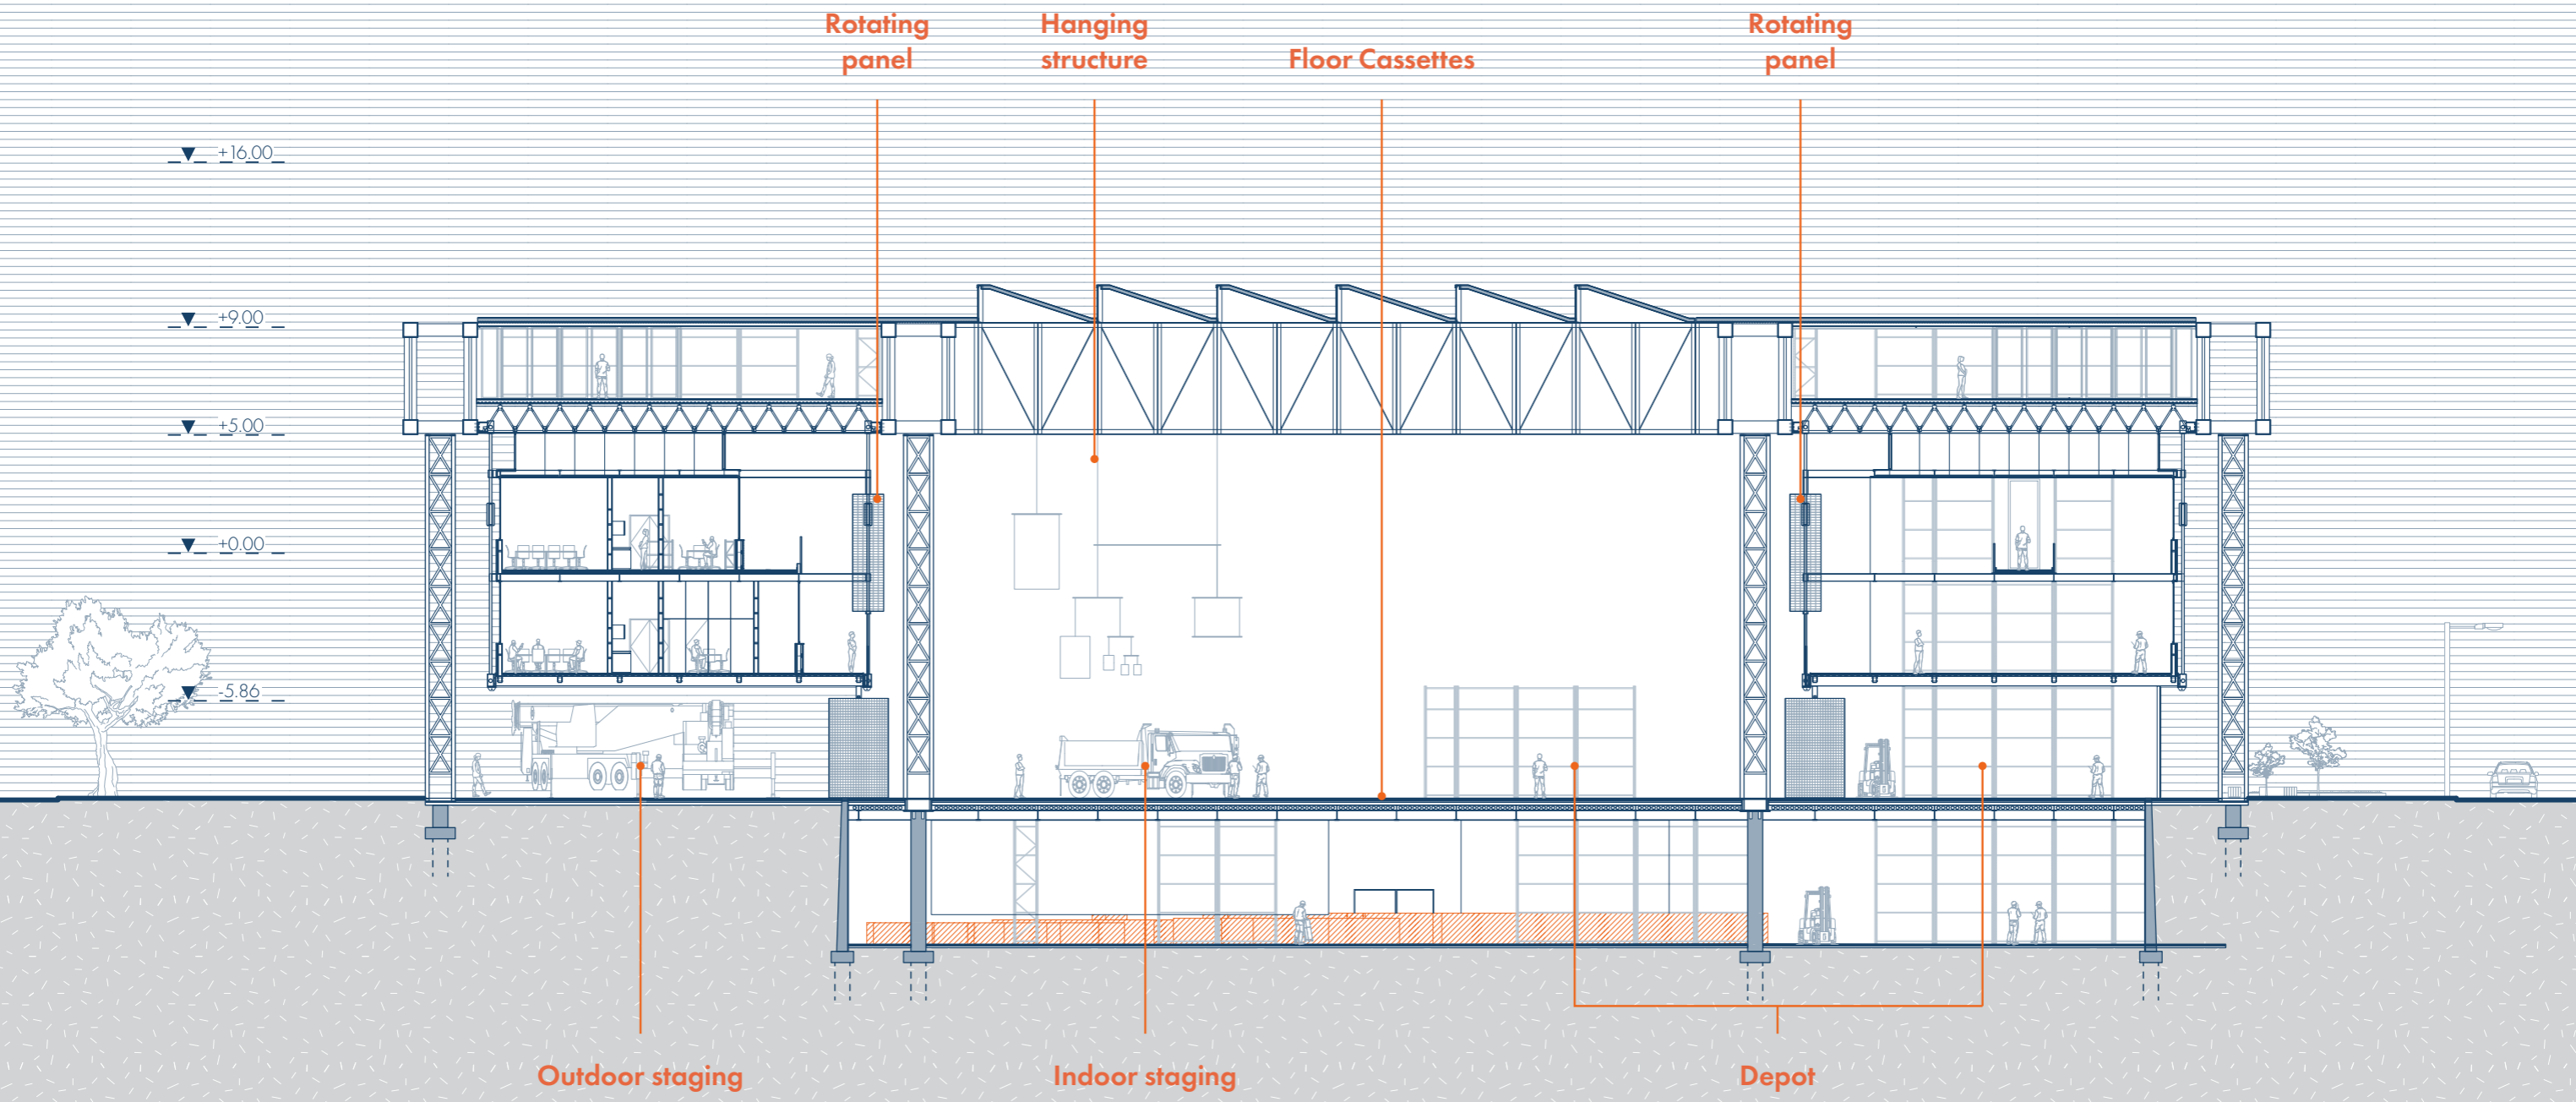 Rotating
panel
Hanging
structure
Floor Cassettes
Rotating
panel
+16.00
+9.00
+5.00
+0.00
-5.86
Outdoor staging
Indoor staging
Depot